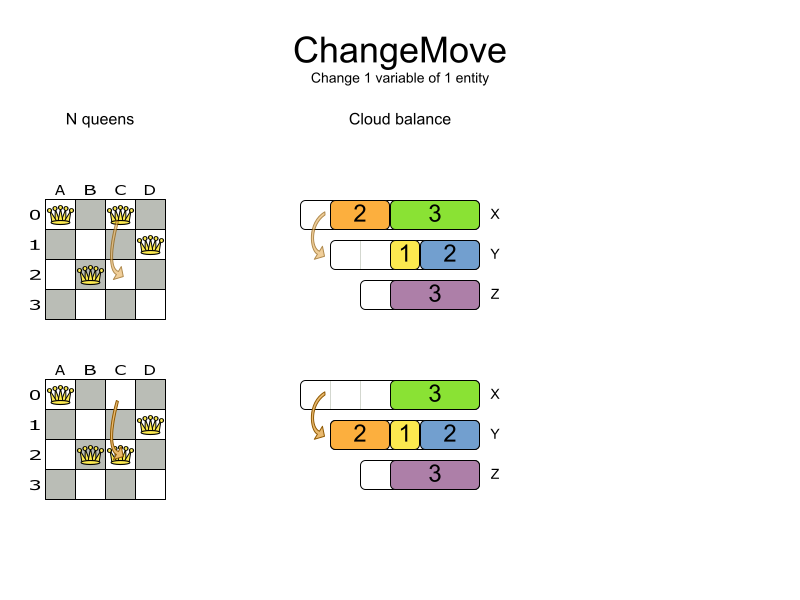 ChangeMove
Change 1 variable of 1 entity
N queens
Cloud balance
A B C D
0
1
2
3
2 3 X
1 2 Y
3 Z
A B C D
0
1
2
3
3 X
2 1 2 Y
3 Z